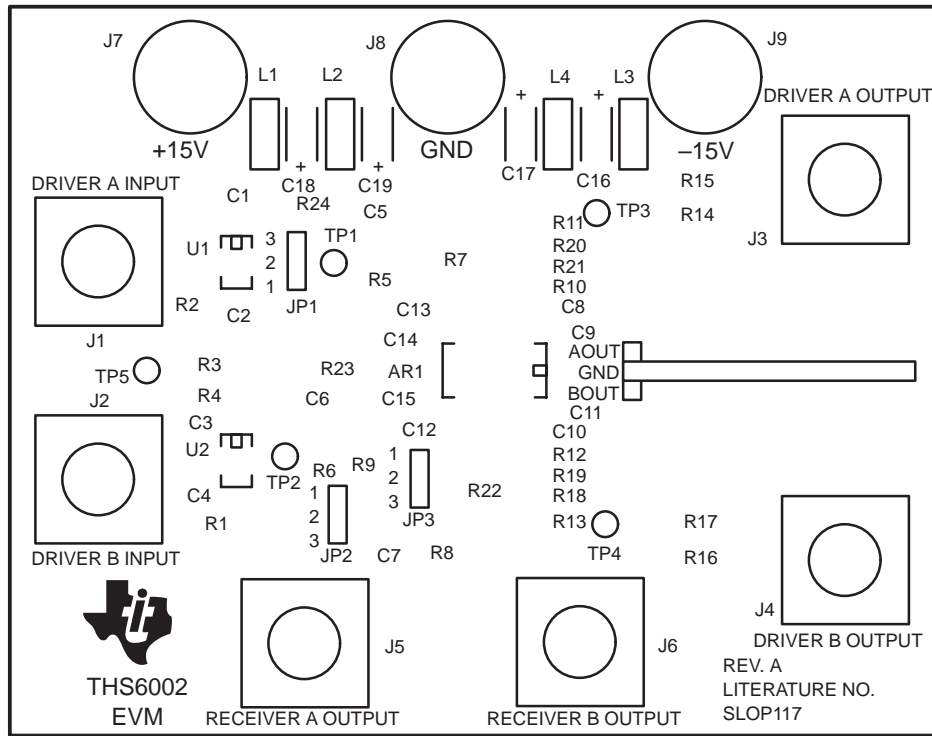 J7
J8
J9
L1
L2
L4
L3
+
+
DRIVER A OUTPUT
+15V
GND
–15V
+
+
C17
C16
R15
DRIVER A INPUT
C1
C18
C19
R24
C5
R11
TP3
R14
J3
U1
3
2
1
TP1
R20
R7
R21
R5
R10
R2
C2
JP1
C13
C8
J1
C14
C9
AOUT
TP5
R3
R23
AR1
GND
R4
C6
C15
BOUT
J2
C11
C3
C12
C10
U2
1
2
3
R12
TP2
R6
R9
R19
C4
1
2
3
R22
R18
R1
JP3
R13
R17
JP2
C7
R8
TP4
R16
DRIVER B INPUT
J5
J6
J4
DRIVER B OUTPUT
THS6002
EVM
REV. A
LITERATURE NO.
SLOP117
RECEIVER A OUTPUT
RECEIVER B OUTPUT